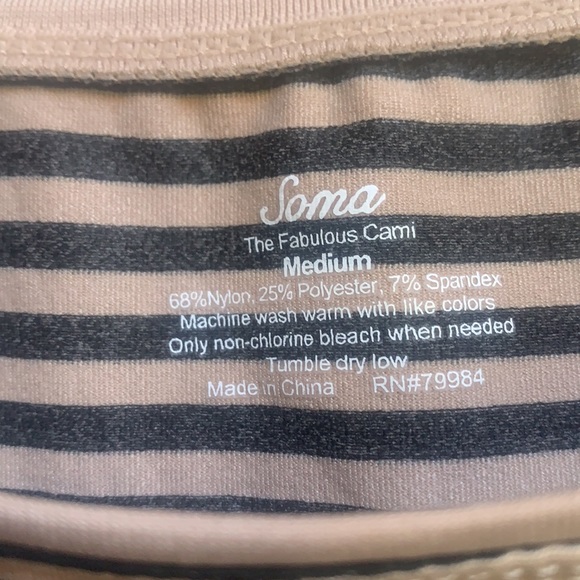 Soma
The Fabulous Cami
Medium
68%Nylon, 25% Polyester, 7% Spandex
Machine wash warm with like colors
Only non-chlorine bleach when needed
Tumble dry low
Made in China RN#79984